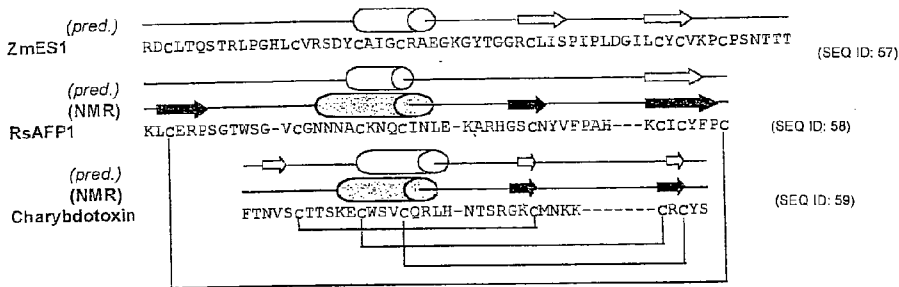 (pred.)
ZmES1 RDCLTQSTRLPGHLCVRSDYCAIGCRAEGKGYTGGRCLISPIPLDGILCYCVKPCPSNTTT (SEQ ID: 57)
(pred.)
(NMR)
RsAFP1 KLCERPSGTWSG-VCGNNNACKNQCINLE-KARHGSCNYVFPAH---KCICYFPC (SEQ ID: 58)
(pred.)
(NMR)
Charybdotoxin FTNVSCTTSKECWSVCQRLH-NTSRGKCMNKK-------CRCYS (SEQ ID: 59)